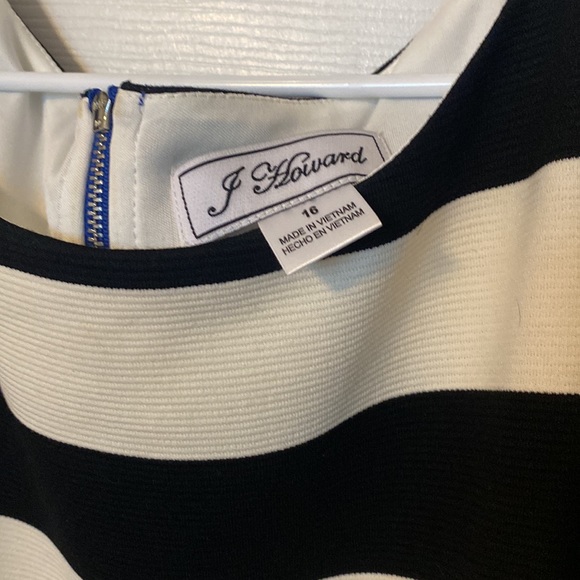 J Howard
16
MADE IN VIETNAM
HECHO EN VIETNAM